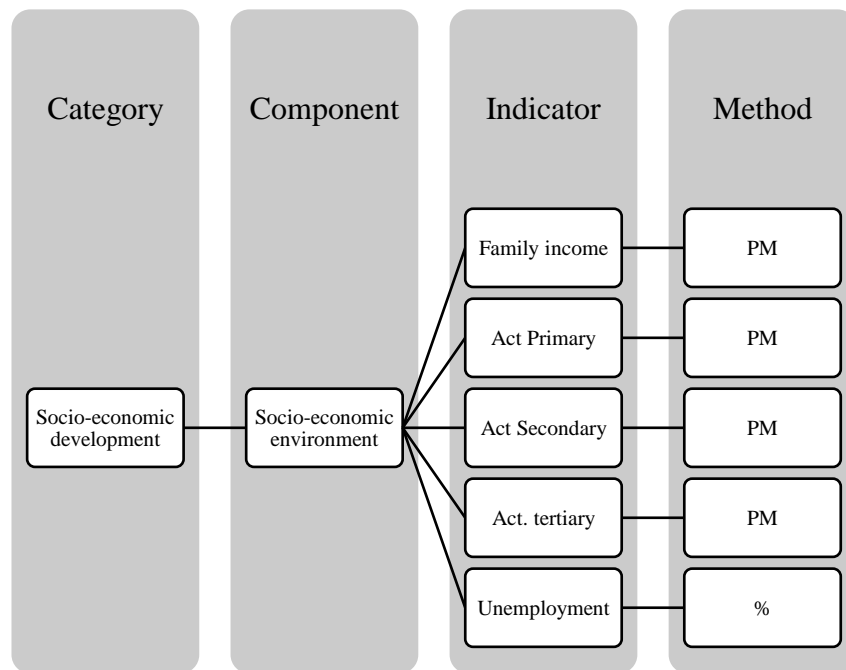 Category
Component
Indicator
Method
Family income
PM
Act Primary
PM
Socio-economic
development
Socio-economic
environment
Act Secondary
PM
Act. tertiary
PM
Unemployment
%